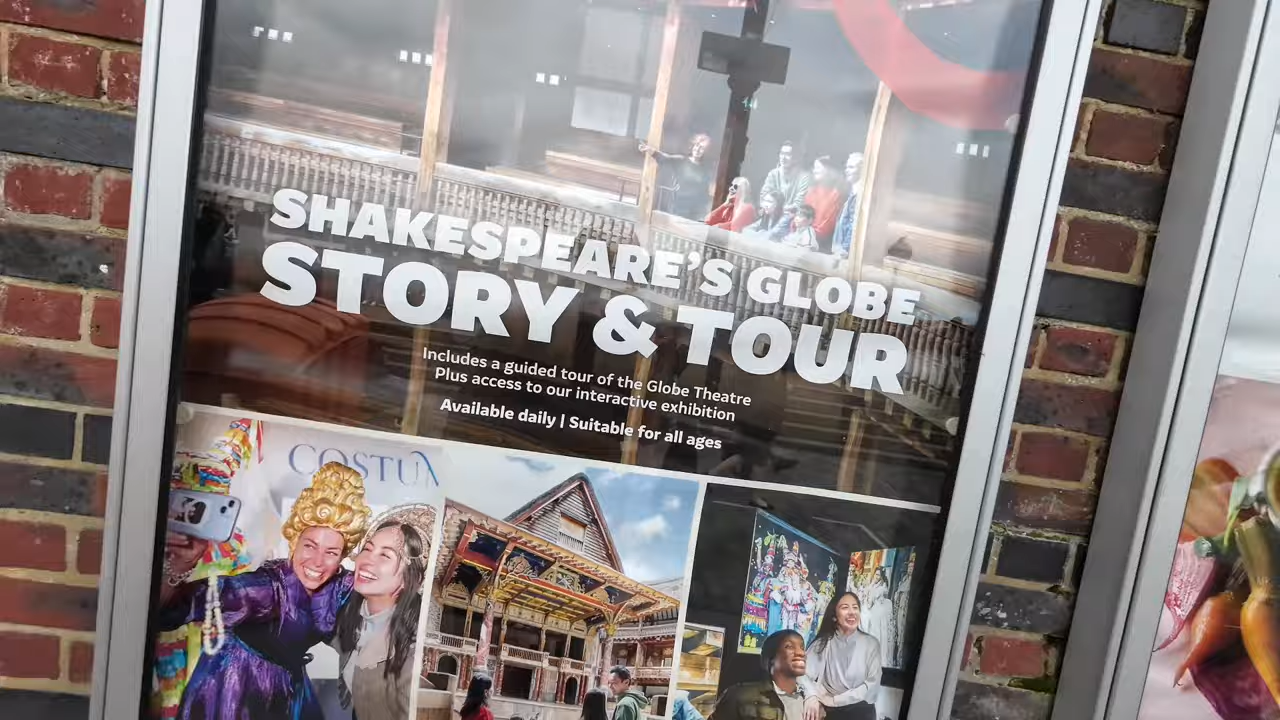 SHAKESPEARE'S GLOBE
STORY & TOUR
Includes a guided tour of the Globe Theatre
Plus access to our interactive exhibition
Available daily | Suitable for all ages